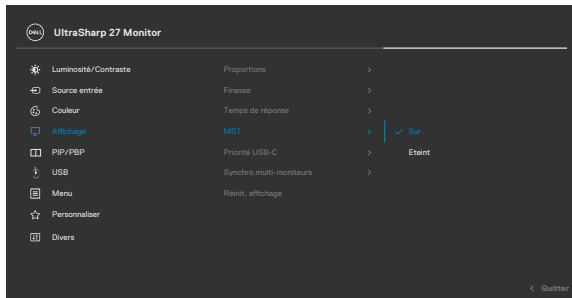 DELL UltraSharp 27 Monitor
Luminosité/Contraste Proportions
Source entrée Finesse
Couleur Temps de réponse
Affichage MST Sur
PIP/PBP Priorité USB-C Eteint
USB Synchro multi-moniteurs
Menu Réinit. affichage
Personnaliser
Divers
Quitter